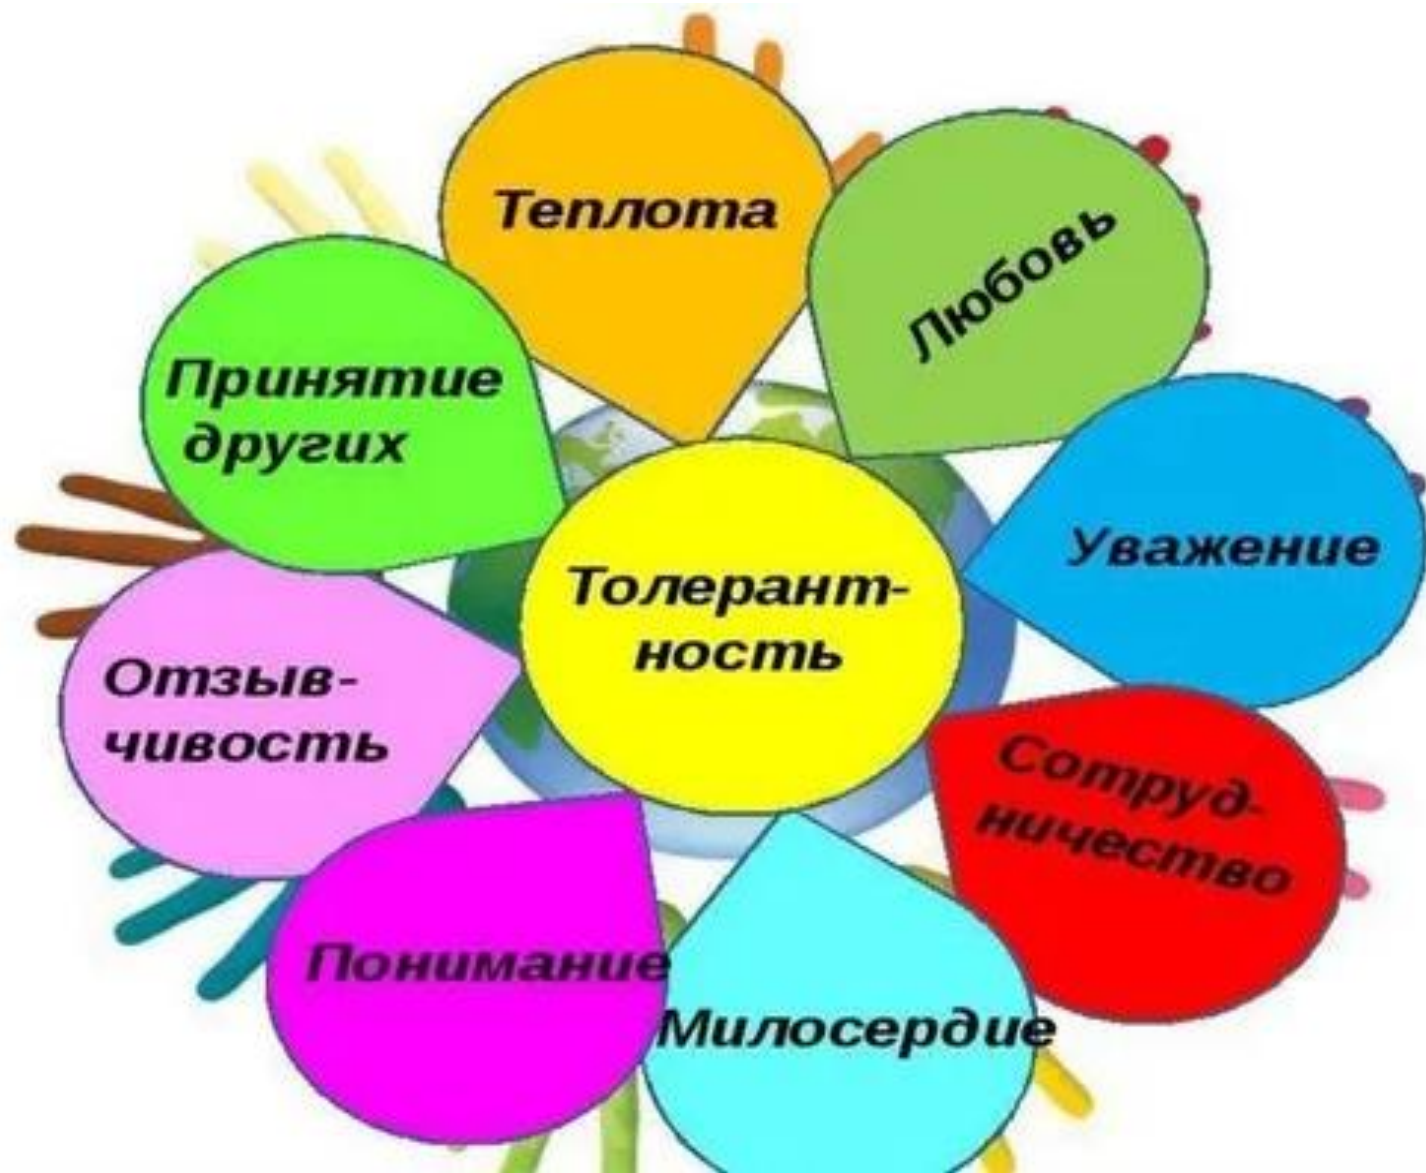 Теплота
Любовь
Принятие
других
Уважение
Толерант-
ность
Отзыв-
чивость
Сотруд-
ничество
Понимание
Милосердие